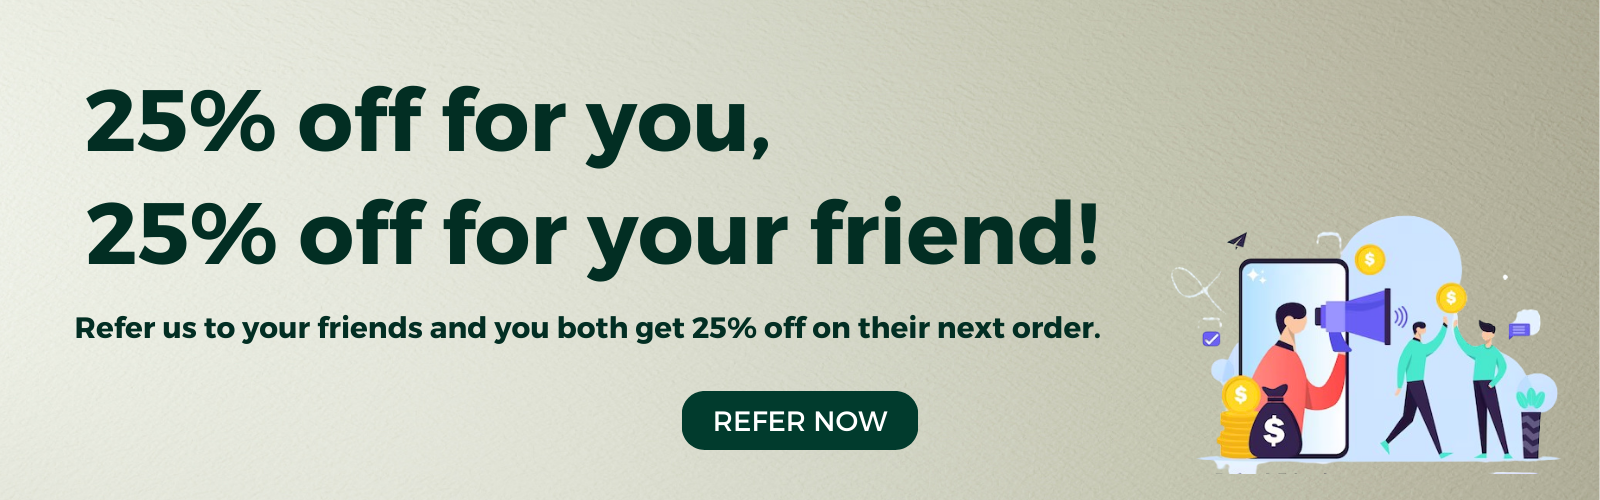 25% off for you,
25% off for your friend!
Refer us to your friends and you both get 25% off on their next order.
REFER NOW
$
$
$
$